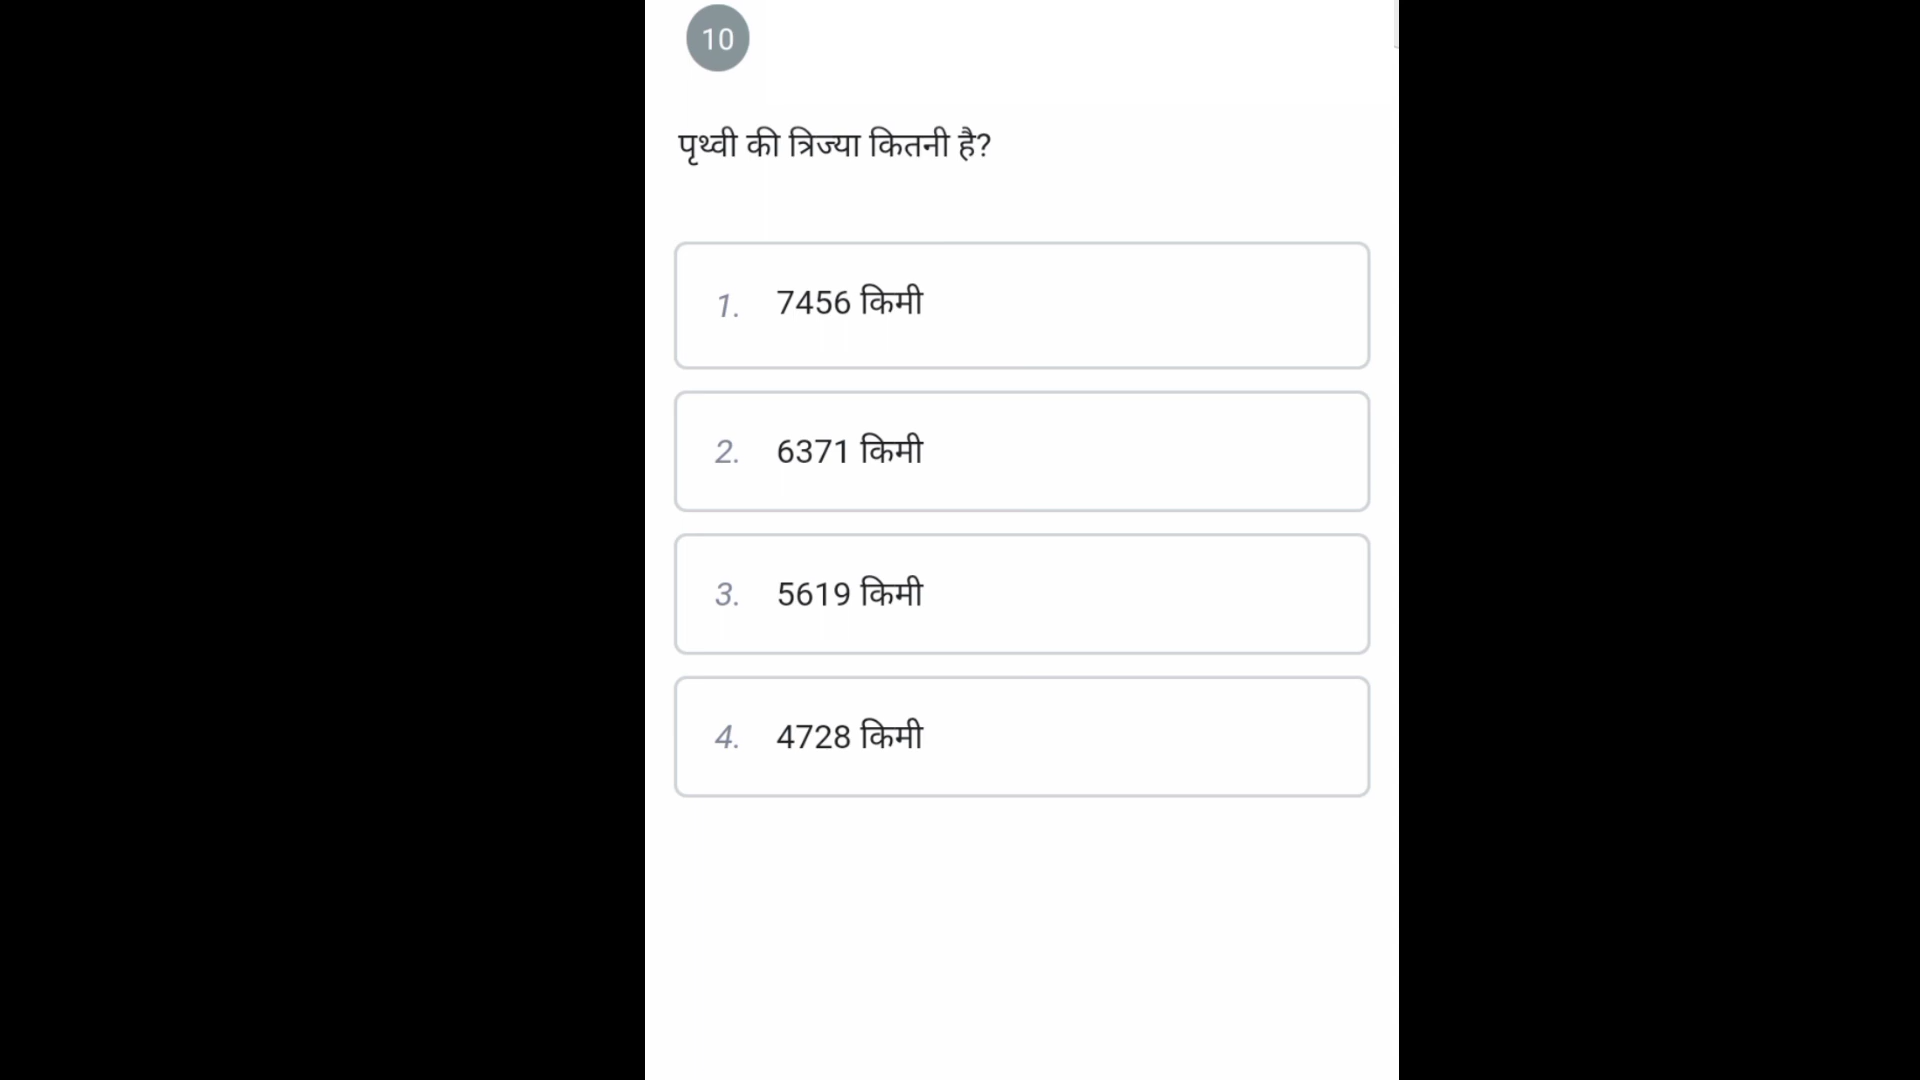 10
पृथ्वी की त्रिज्या कितनी है?
1. 7456 किमी
2. 6371 किमी
3. 5619 किमी
4. 4728 किमी